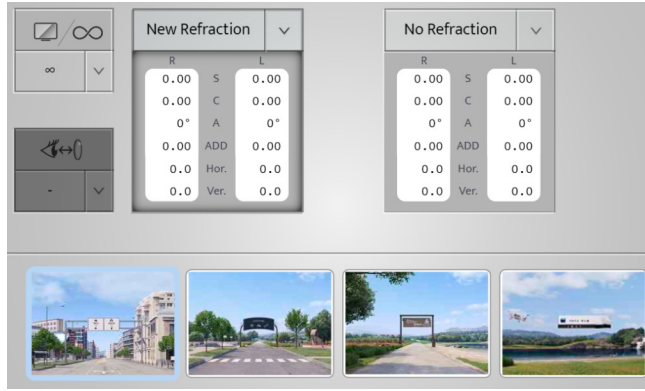 ∞
∞
-
New Refraction
R L
0.00 S 0.00
0.00 C 0.00
0° A 0°
0.00 ADD 0.00
0.0 Hor. 0.0
0.0 Ver. 0.0
No Refraction
R L
0.00 S 0.00
0.00 C 0.00
0° A 0°
0.00 ADD 0.00
0.0 Hor. 0.0
0.0 Ver. 0.0